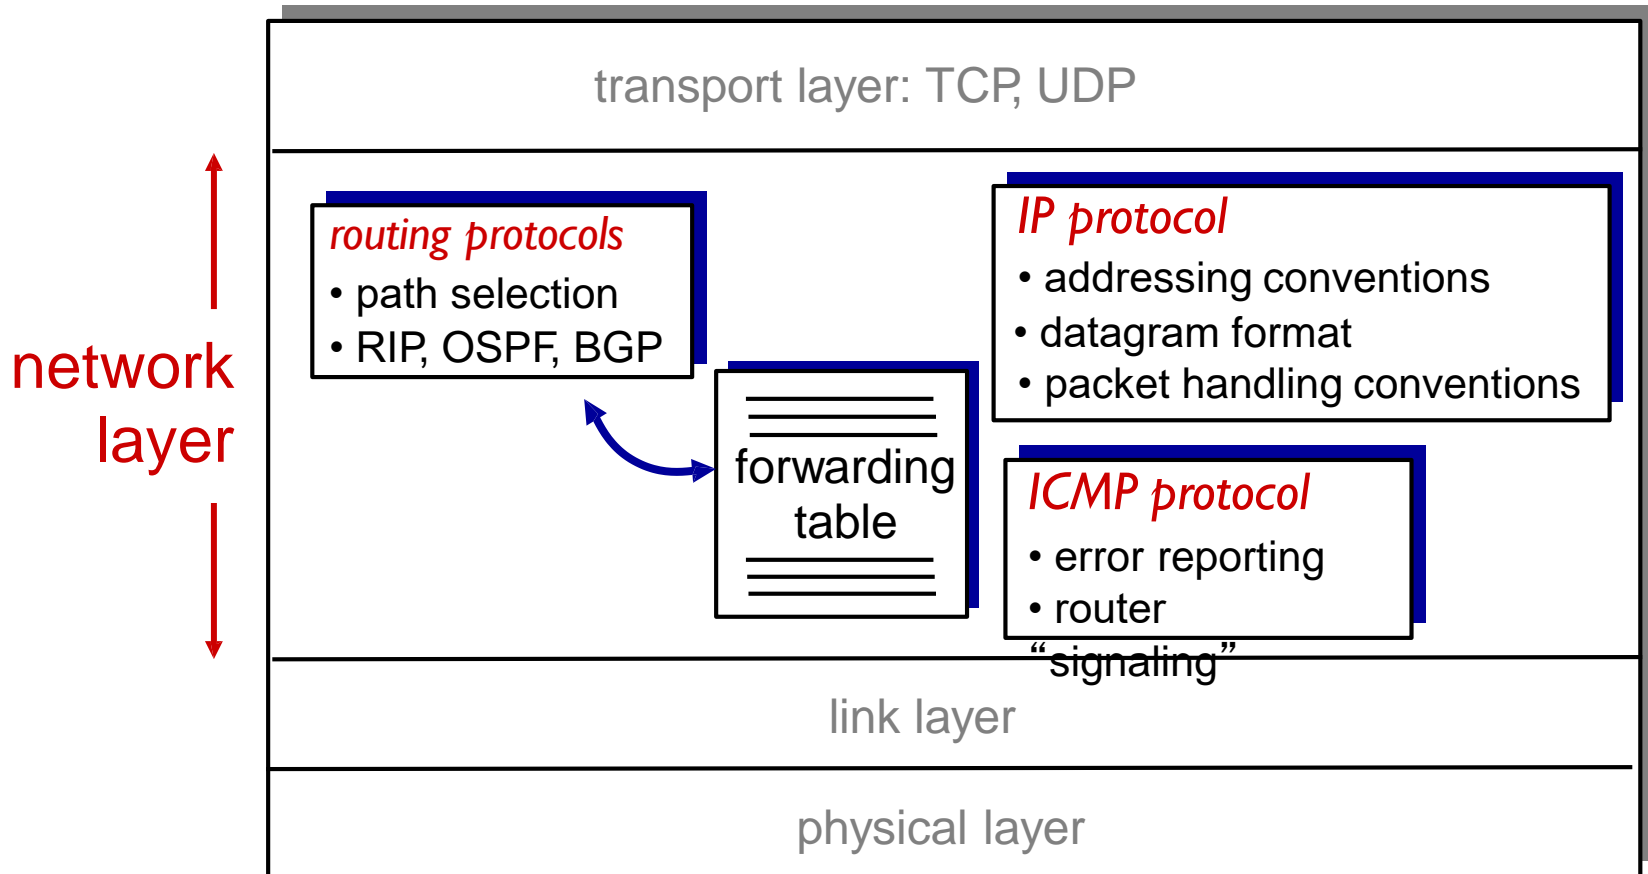 transport layer: TCP, UDP
network
layer
routing protocols
• path selection
• RIP, OSPF, BGP
forwarding
table
IP protocol
• addressing conventions
• datagram format
• packet handling conventions
ICMP protocol
• error reporting
• router
“signaling”
link layer
physical layer